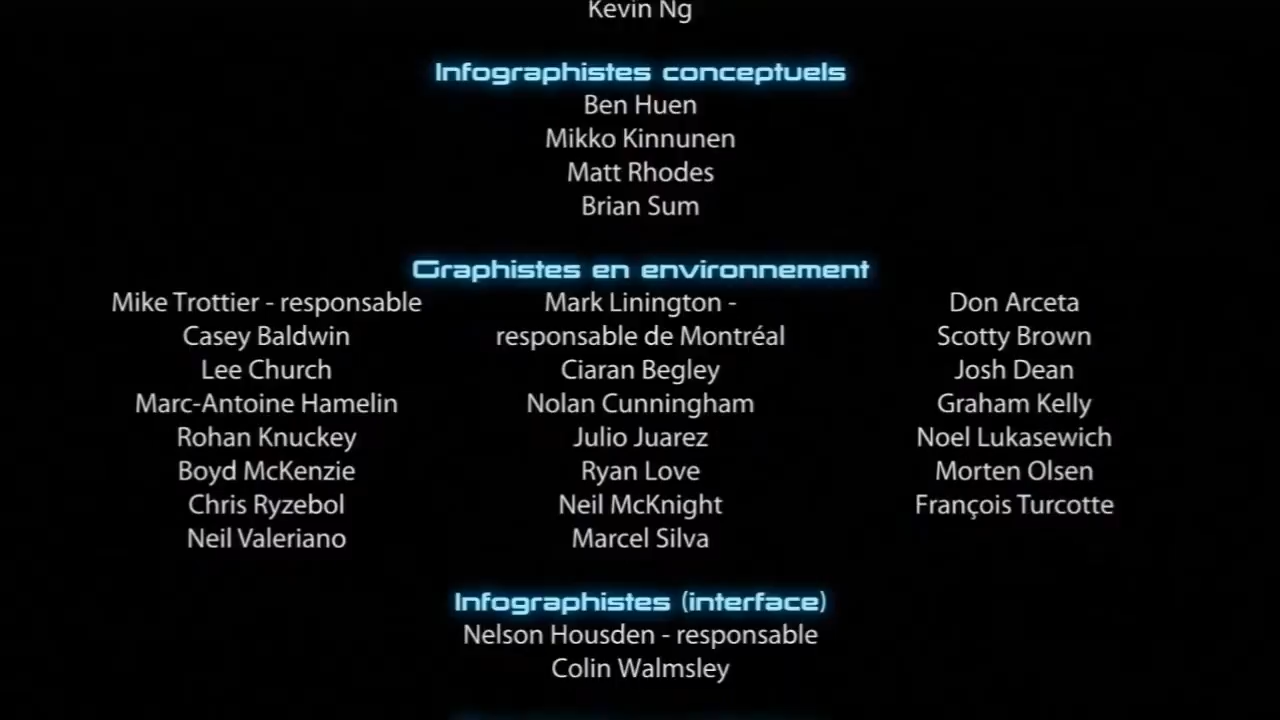 Kevin Ng
Infographistes conceptuels
Ben Huen
Mikko Kinnunen
Matt Rhodes
Brian Sum
Graphistes en environnement
Mike Trottier - responsable
Casey Baldwin
Lee Church
Marc-Antoine Hamelin
Rohan Knuckey
Boyd McKenzie
Chris Ryzebol
Neil Valeriano
Mark Linington -
responsable de Montréal
Ciaran Begley
Nolan Cunningham
Julio Juarez
Ryan Love
Neil McKnight
Marcel Silva
Don Arceta
Scotty Brown
Josh Dean
Graham Kelly
Noel Lukasewich
Morten Olsen
François Turcotte
Infographistes (interface)
Nelson Housden - responsable
Colin Walmsley